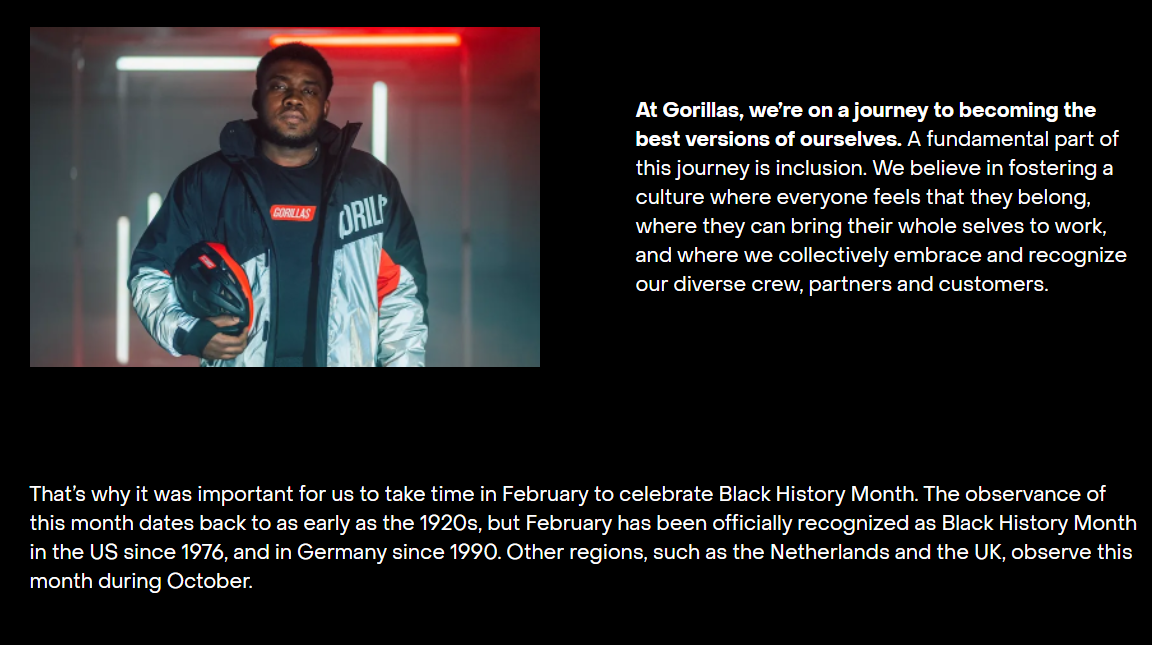 GORILLAS
ORILL
At Gorillas, we’re on a journey to becoming the
best versions of ourselves. A fundamental part of
this journey is inclusion. We believe in fostering a
culture where everyone feels that they belong,
where they can bring their whole selves to work,
and where we collectively embrace and recognize
our diverse crew, partners and customers.
That’s why it was important for us to take time in February to celebrate Black History Month. The observance of
this month dates back to as early as the 1920s, but February has been officially recognized as Black History Month
in the US since 1976, and in Germany since 1990. Other regions, such as the Netherlands and the UK, observe this
month during October.